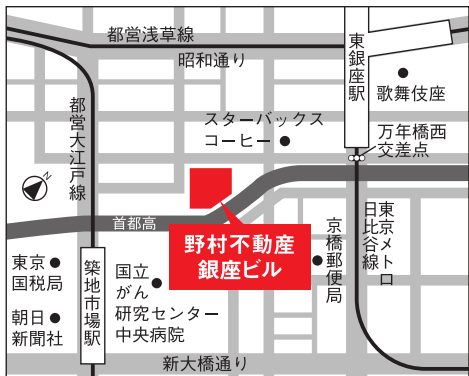 都営浅草線
昭和通り
東銀座駅
歌舞伎座
都営大江戸線
スターバックス
コーヒー
万年橋西
交差点
N
首都高
野村不動産
銀座ビル
京橋郵便局
東京メトロ
日比谷線
東京
国税局
築地市場駅
国立
がん
研究センター
中央病院
朝日
新聞社
新大橋通り